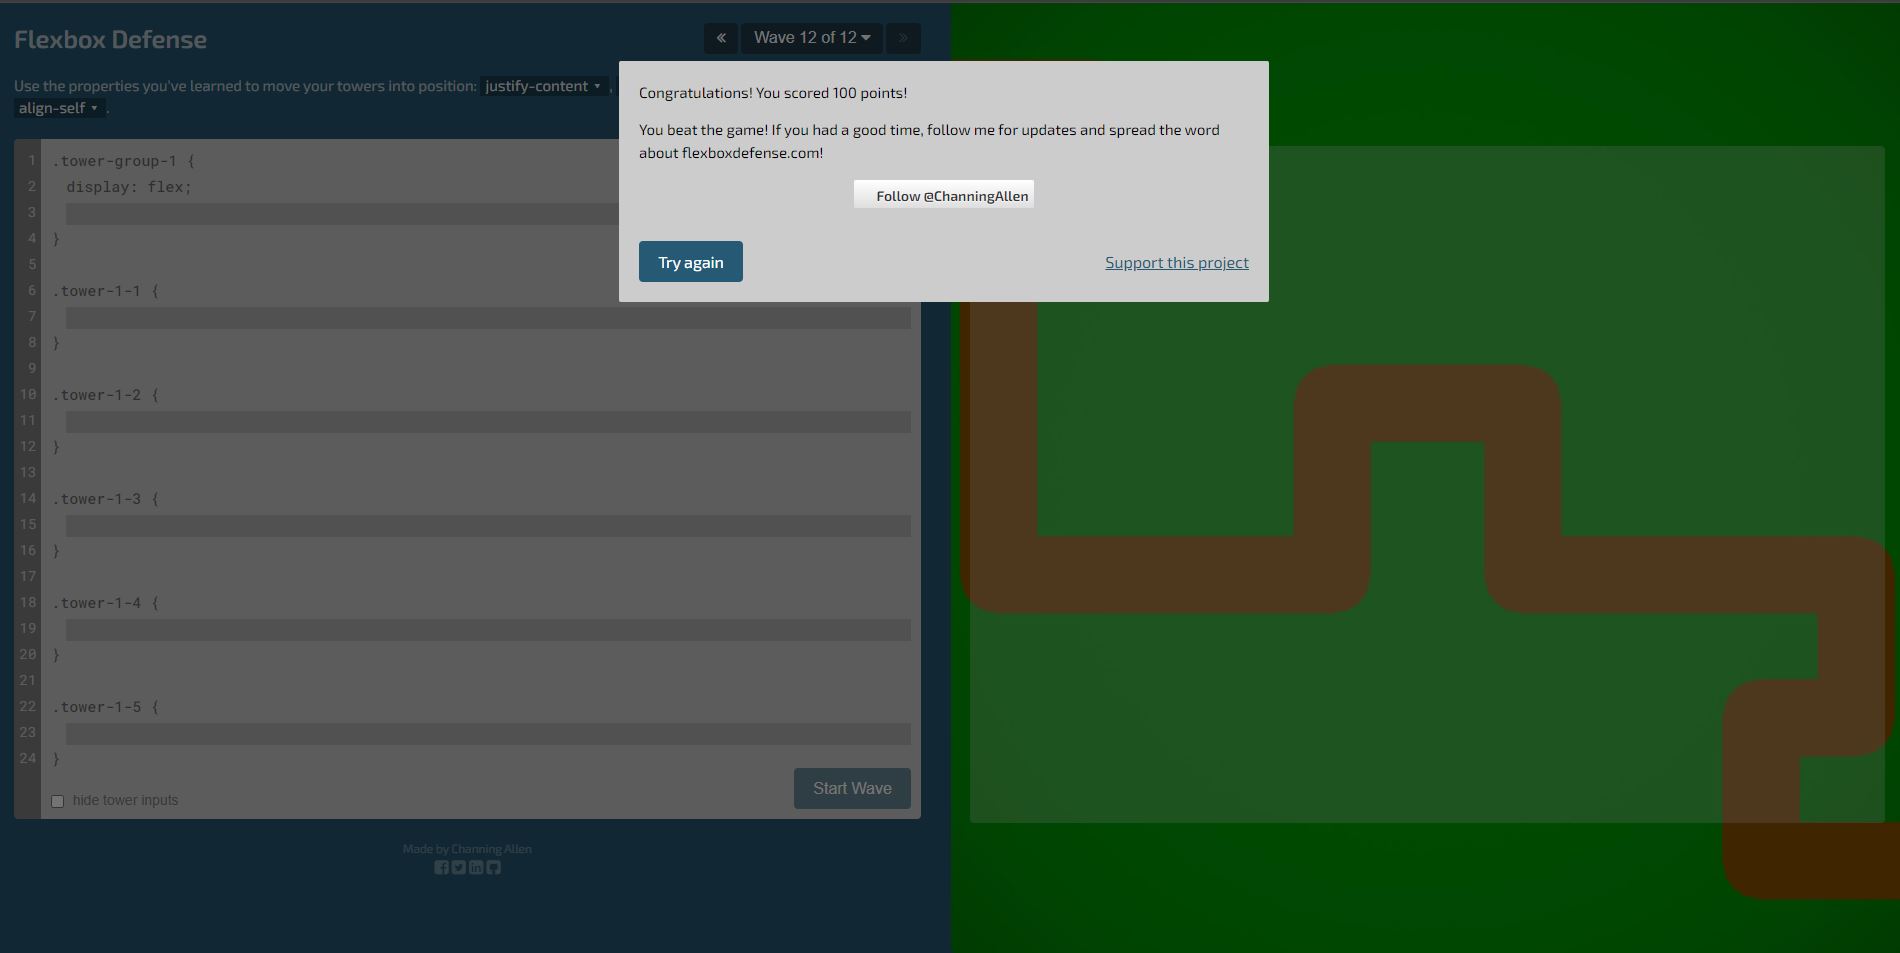 Flexbox Defense
« Wave 12 of 12 »
Use the properties you've learned to move your towers into position: justify-content ,
align-self .
Congratulations! You scored 100 points!
You beat the game! If you had a good time, follow me for updates and spread the word
about flexboxdefense.com!
Follow @ChanningAllen
Try again
Support this project
1 .tower-group-1 {
2 display: flex;
3
4 }
5
6 .tower-1-1 {
7
8 }
9
10 .tower-1-2 {
11
12 }
13
14 .tower-1-3 {
15
16 }
17
18 .tower-1-4 {
19
20 }
21
22 .tower-1-5 {
23
24 }
hide tower inputs
Start Wave
Made by Channing Allen